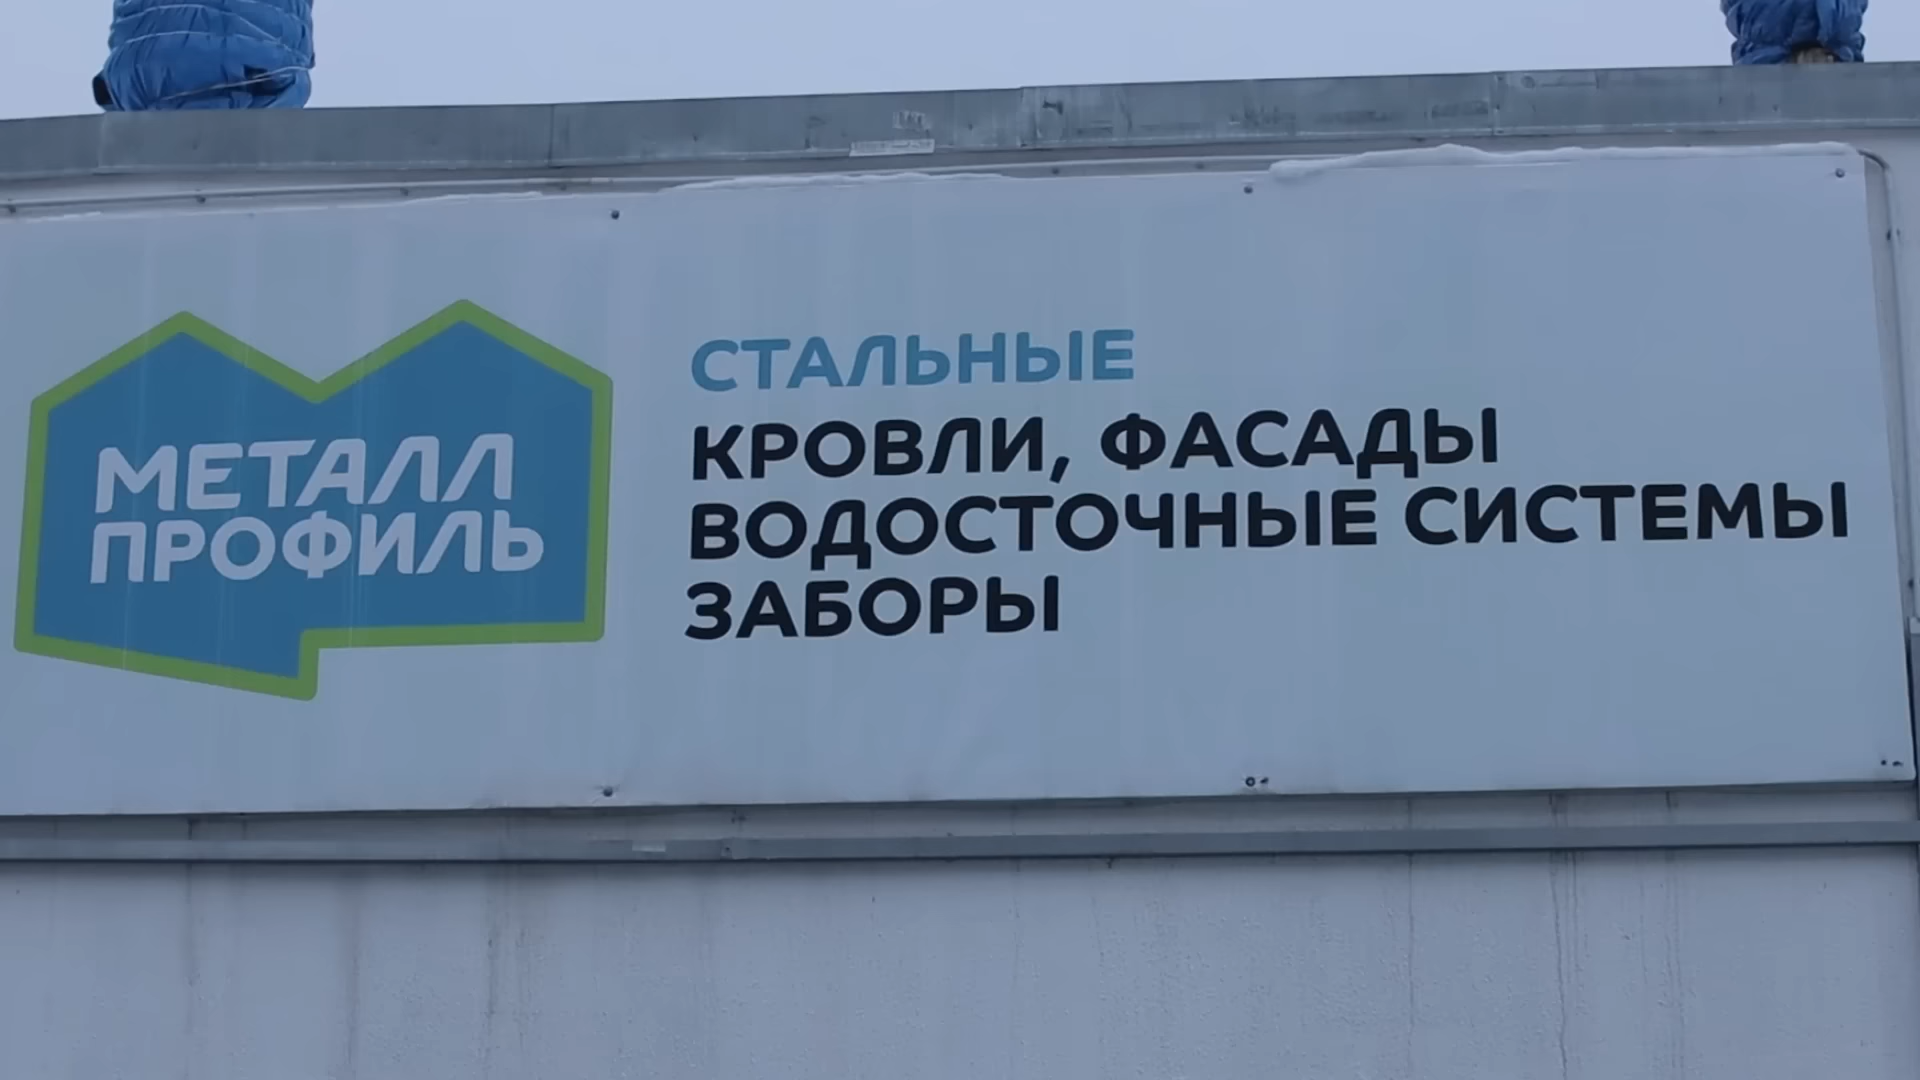 МЕТАЛЛ
ПРОФИЛЬ
СТАЛЬНЫЕ
КРОВЛИ, ФАСАДЫ
ВОДОСТОЧНЫЕ СИСТЕМЫ
ЗАБОРЫ